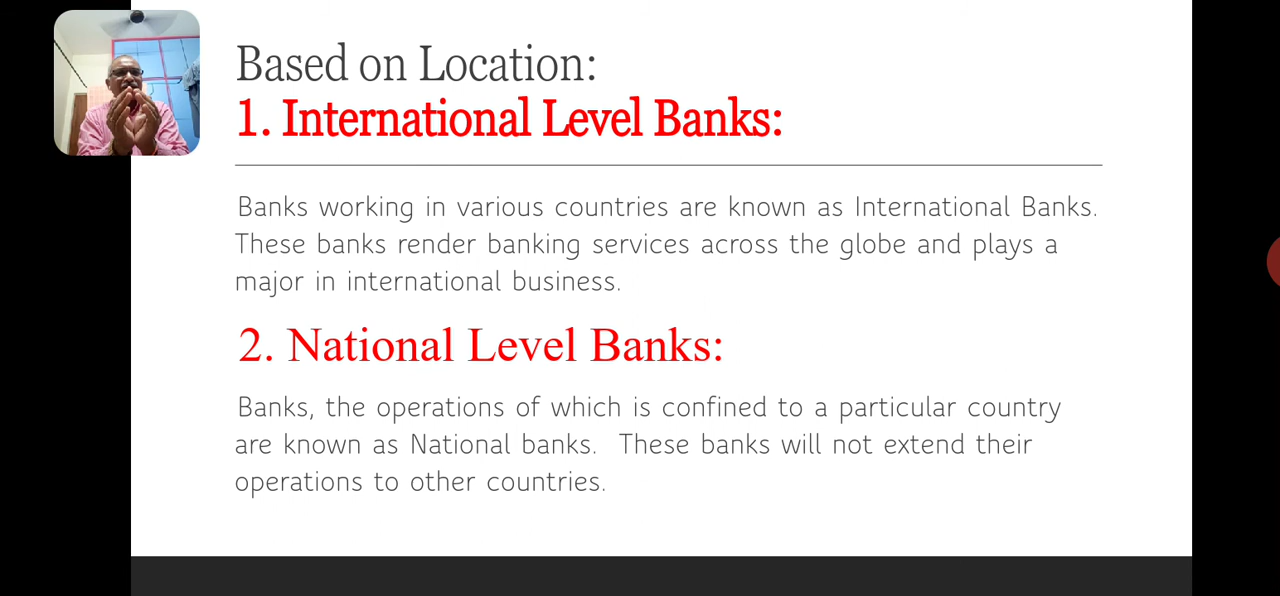 Based on Location:
1. International Level Banks:
Banks working in various countries are known as International Banks.
These banks render banking services across the globe and plays a
major in international business.
2. National Level Banks:
Banks, the operations of which is confined to a particular country
are known as National banks.  These banks will not extend their
operations to other countries.